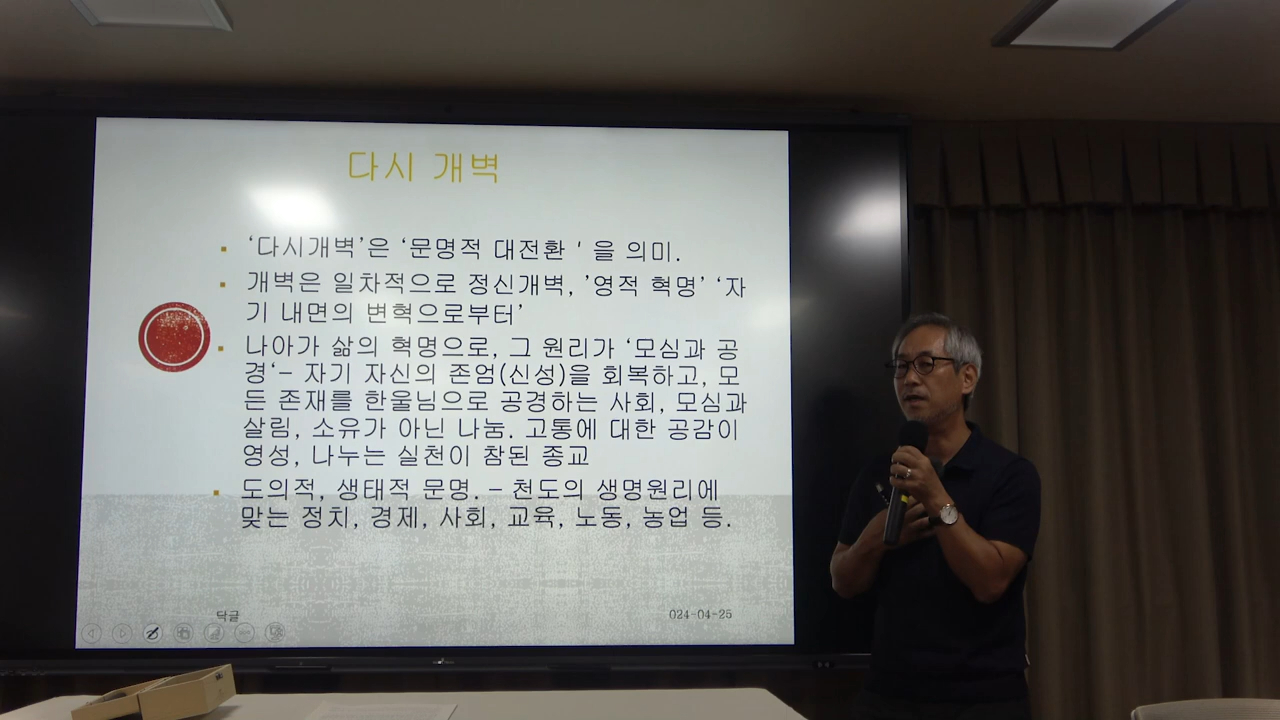 다시 개벽
▪ ‘다시개벽’은 ‘문명적 대전환 ' 을 의미.
▪ 개벽은 일차적으로 정신개벽, ’영적 혁명’ ‘자
기 내면의 변혁으로부터’
▪ 나아가 삶의 혁명으로, 그 원리가 ‘모심과 공
경‘– 자기 자신의 존엄(신성)을 회복하고, 모
든 존재를 한울님으로 공경하는 사회, 모심과
살림, 소유가 아닌 나눔. 고통에 대한 공감이
영성, 나누는 실천이 참된 종교
▪ 도의적, 생태적 문명. – 천도의 생명원리에
맞는 정치, 경제, 사회, 교육, 노동, 농업 등.
닥글 024-04-25